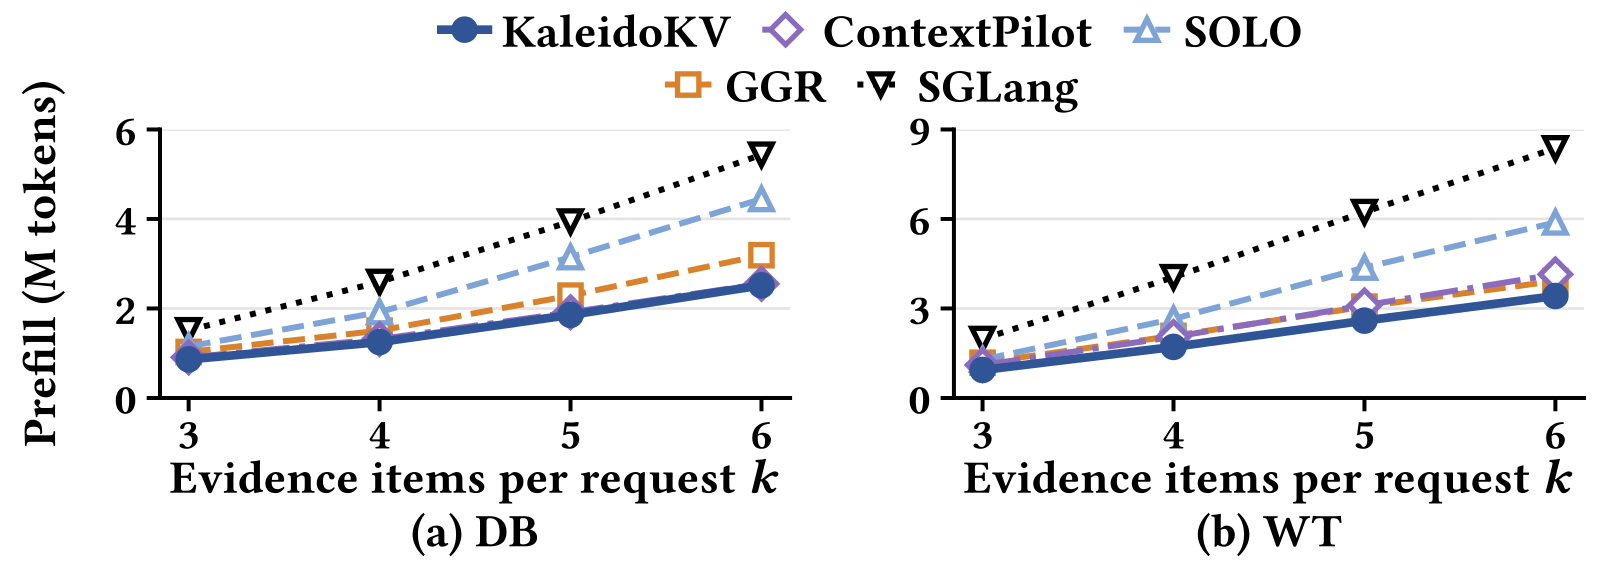 KaleidoKV ContextPilot SOLO
GGR SGLang
Prefill (M tokens)
6
4
2
0
3 4 5 6
Evidence items per request k
(a) DB
9
6
3
0
3 4 5 6
Evidence items per request k
(b) WT